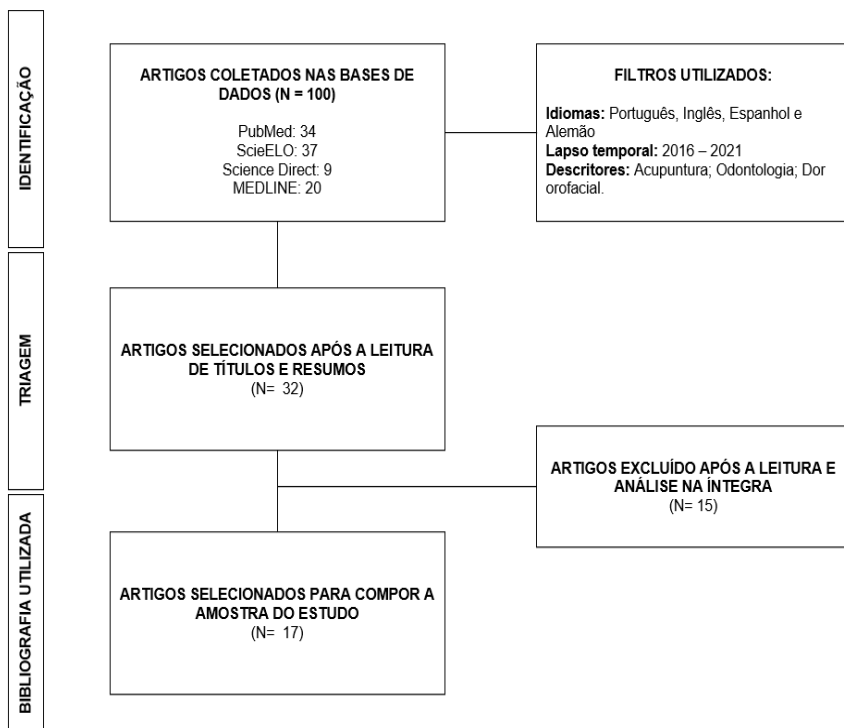 IDENTIFICAÇÃO
ARTIGOS COLETADOS NAS BASES DE
DADOS (N = 100)
PubMed: 34
ScieELO: 37
Science Direct: 9
MEDLINE: 20
FILTROS UTILIZADOS:
Idiomas: Português, Inglês, Espanhol e
Alemão
Lapso temporal: 2016 – 2021
Descritores: Acupuntura; Odontologia; Dor
orofacial.
TRIAGEM
ARTIGOS SELECIONADOS APÓS A LEITURA
DE TÍTULOS E RESUMOS
(N= 32)
ARTIGOS EXCLUÍDO APÓS A LEITURA E
ANÁLISE NA ÍNTEGRA
(N= 15)
BIBLIOGRAFIA UTILIZADA
ARTIGOS SELECIONADOS PARA COMPOR A
AMOSTRA DO ESTUDO
(N= 17)